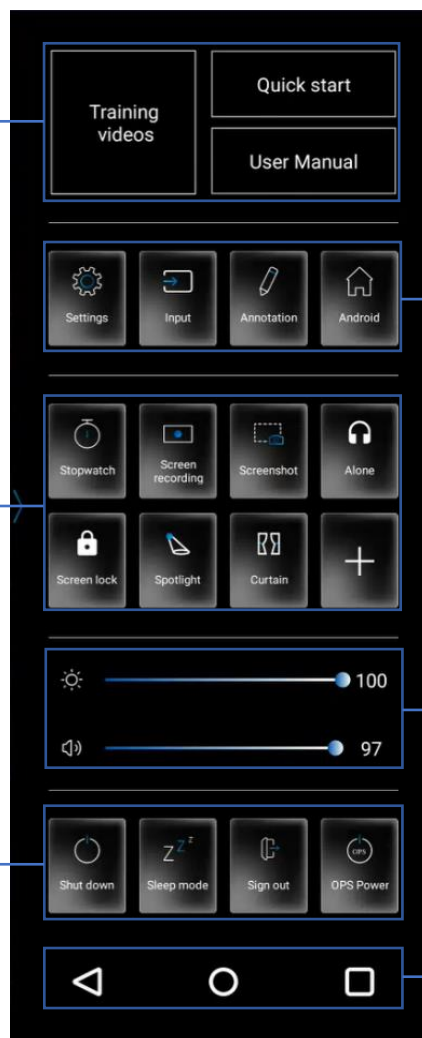 Training
videos
Quick start
User Manual
Settings
Input
Annotation
Android
Stopwatch
Screen
recording
Screenshot
Alone
Screen lock
Spotlight
Curtain
100
97
Z Z Z
Shut down
Sleep mode
Sign out
OPS
OPS Power